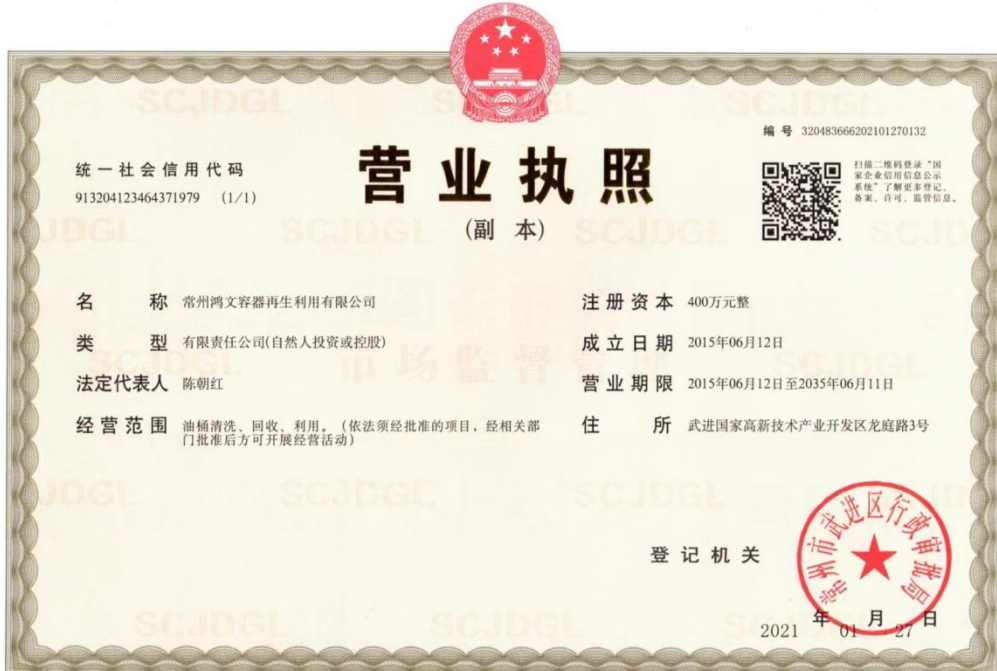 编 号 320483666202101270132
统一社会信用代码
913204123464371979 (1/1)
营业执照
(副 本)
扫描二维码登录“国
家企业信用信息公示
系统”了解更多登记、
备案、许可、监管信息。
名 称 常州鸿文容器再生利用有限公司
类 型 有限责任公司(自然人投资或控股)
法定代表人 陈朝红
经营范围 油桶清洗、回收、利用。(依法须经批准的项目,经相关部
门批准后方可开展经营活动)
注册资本 400万元整
成立日期 2015年06月12日
营业期限 2015年06月12日至2035年06月11日
住 所 武进国家高新技术产业开发区龙庭路3号
登记机关
常州市武进区行政审批局
2021 年 01 月 27 日
SCJDGL
市场监督管理